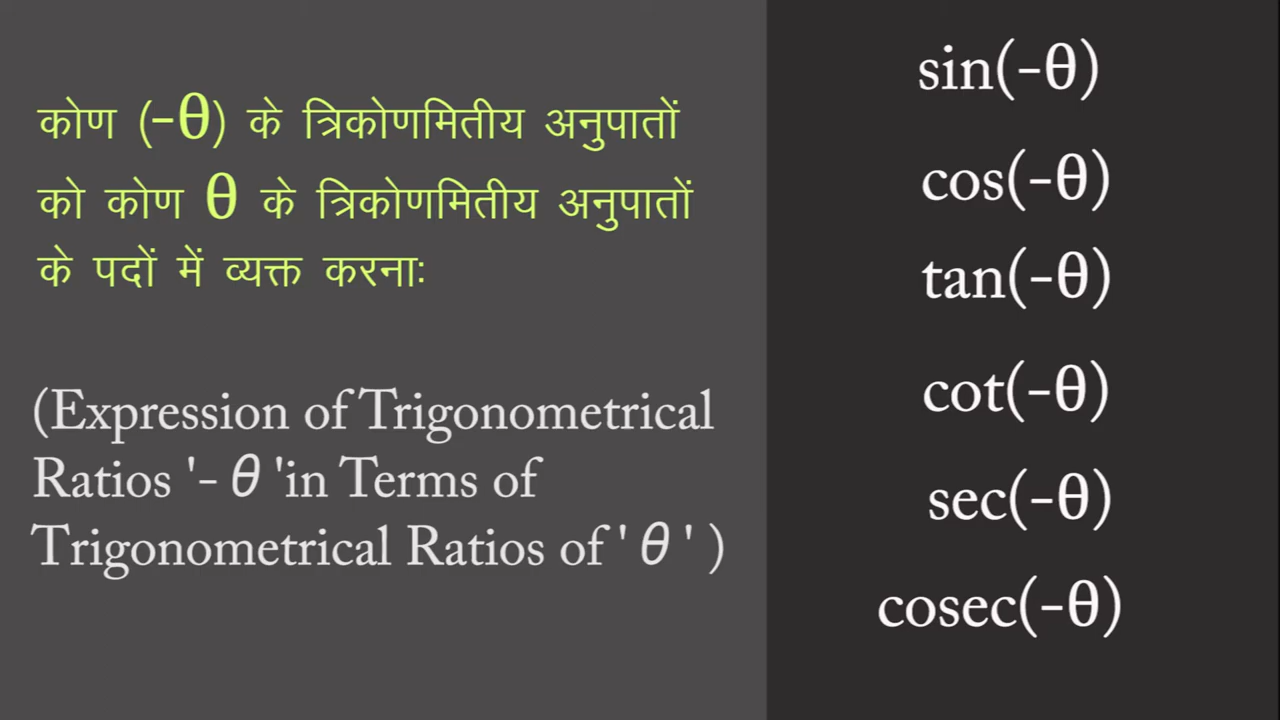 कोण (-θ) के त्रिकोणमितीय अनुपातों
को कोण θ के त्रिकोणमितीय अनुपातों
के पदों में व्यक्त करनाः
(Expression of Trigonometrical
Ratios '- θ 'in Terms of
Trigonometrical Ratios of ' θ ' )
sin(-θ)
cos(-θ)
tan(-θ)
cot(-θ)
sec(-θ)
cosec(-θ)